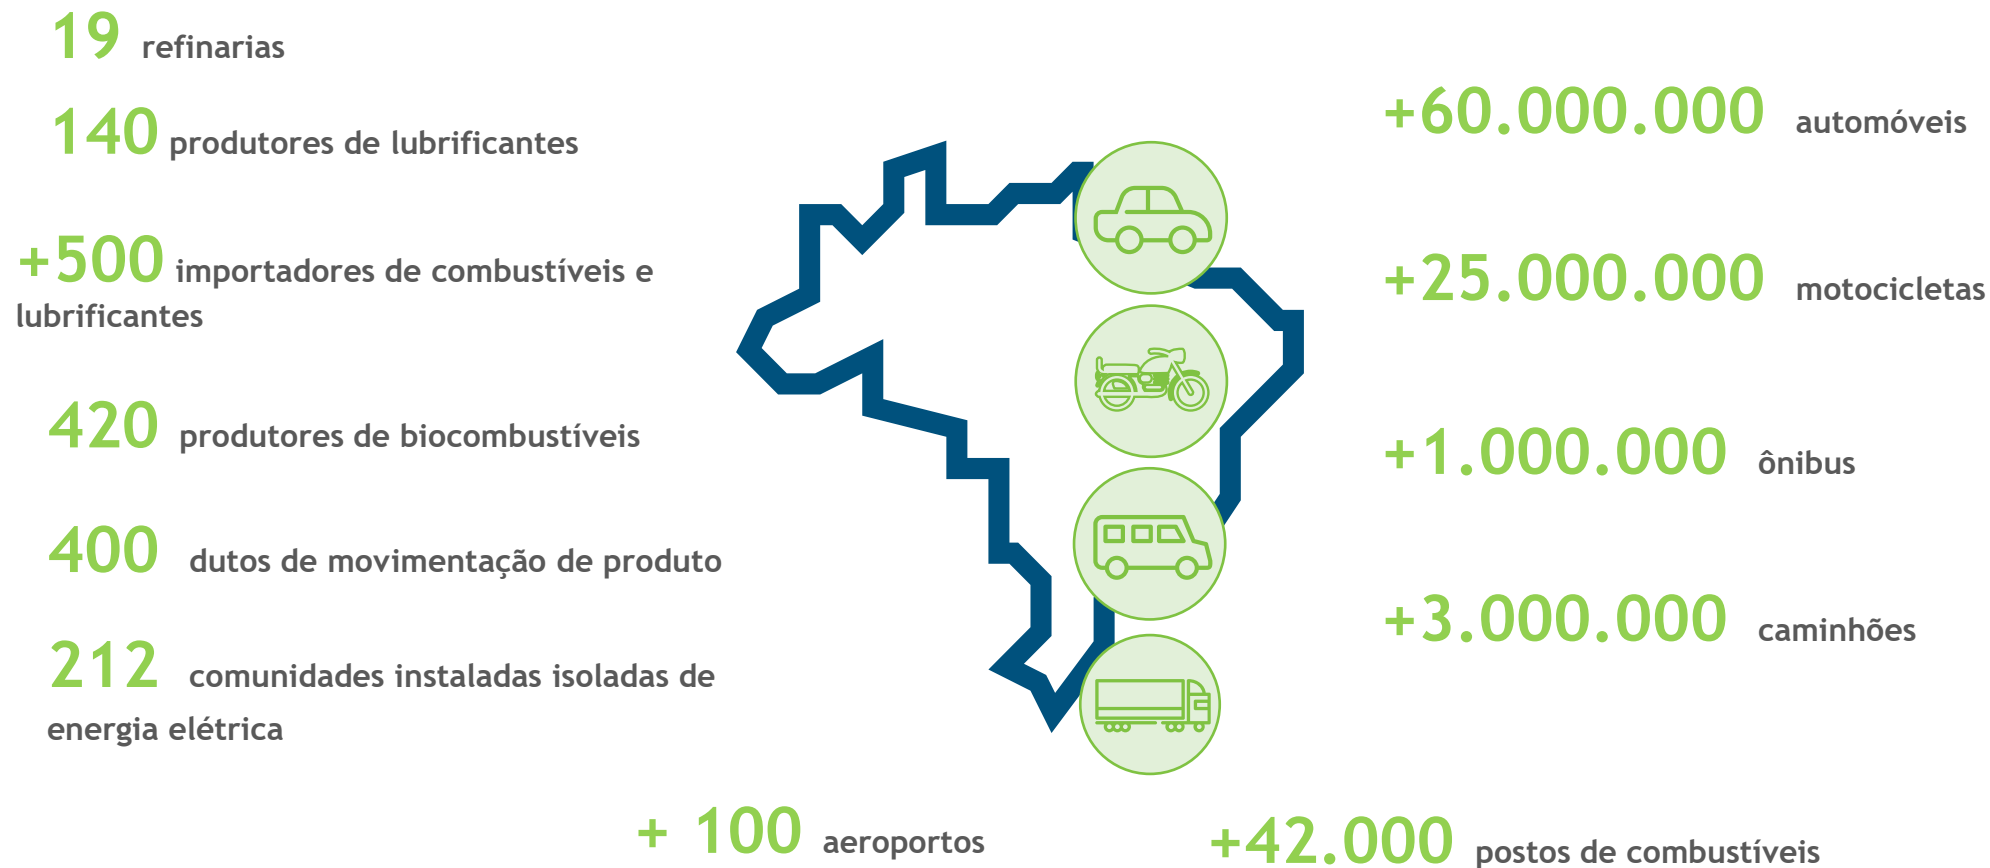 19 refinarias
140 produtores de lubrificantes
+500 importadores de combustíveis e
lubrificantes
420 produtores de biocombustíveis
400 dutos de movimentação de produto
212 comunidades instaladas isoladas de
energia elétrica
+60.000.000 automóveis
+25.000.000 motocicletas
+1.000.000 ônibus
+3.000.000 caminhões
+ 100 aeroportos
+42.000 postos de combustíveis